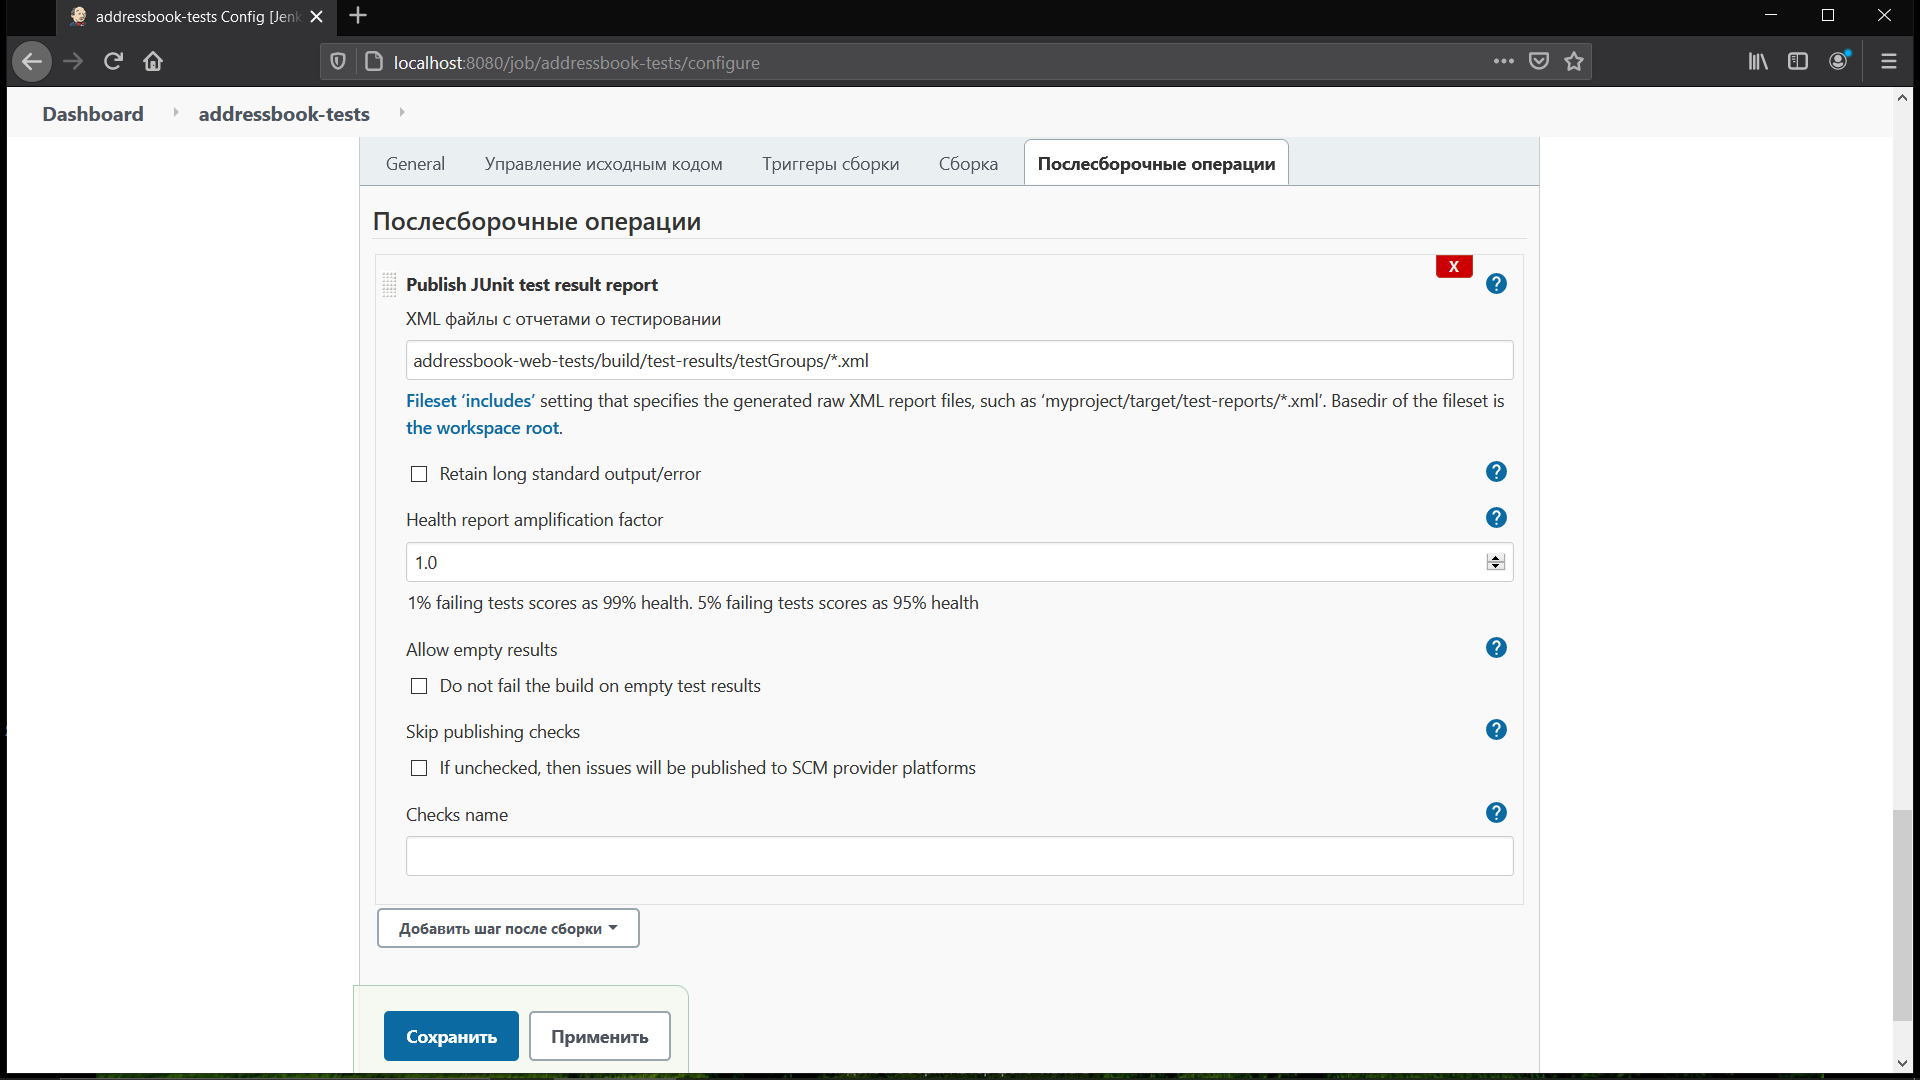 addressbook-tests Config [Jenk
localhost:8080/job/addressbook-tests/configure
Dashboard addressbook-tests
General Управление исходным кодом Триггеры сборки Сборка Послесборочные операции
Послесборочные операции
X
Publish JUnit test result report ?
XML файлы с отчетами о тестировании
addressbook-web-tests/build/test-results/testGroups/*.xml
Fileset ‘includes’ setting that specifies the generated raw XML report files, such as ‘myproject/target/test-reports/*.xml’. Basedir of the fileset is
the workspace root.
Retain long standard output/error ?
Health report amplification factor ?
1.0
1% failing tests scores as 99% health. 5% failing tests scores as 95% health
Allow empty results ?
Do not fail the build on empty test results
Skip publishing checks ?
If unchecked, then issues will be published to SCM provider platforms
Checks name ?
Добавить шаг после сборки
Сохранить Применить